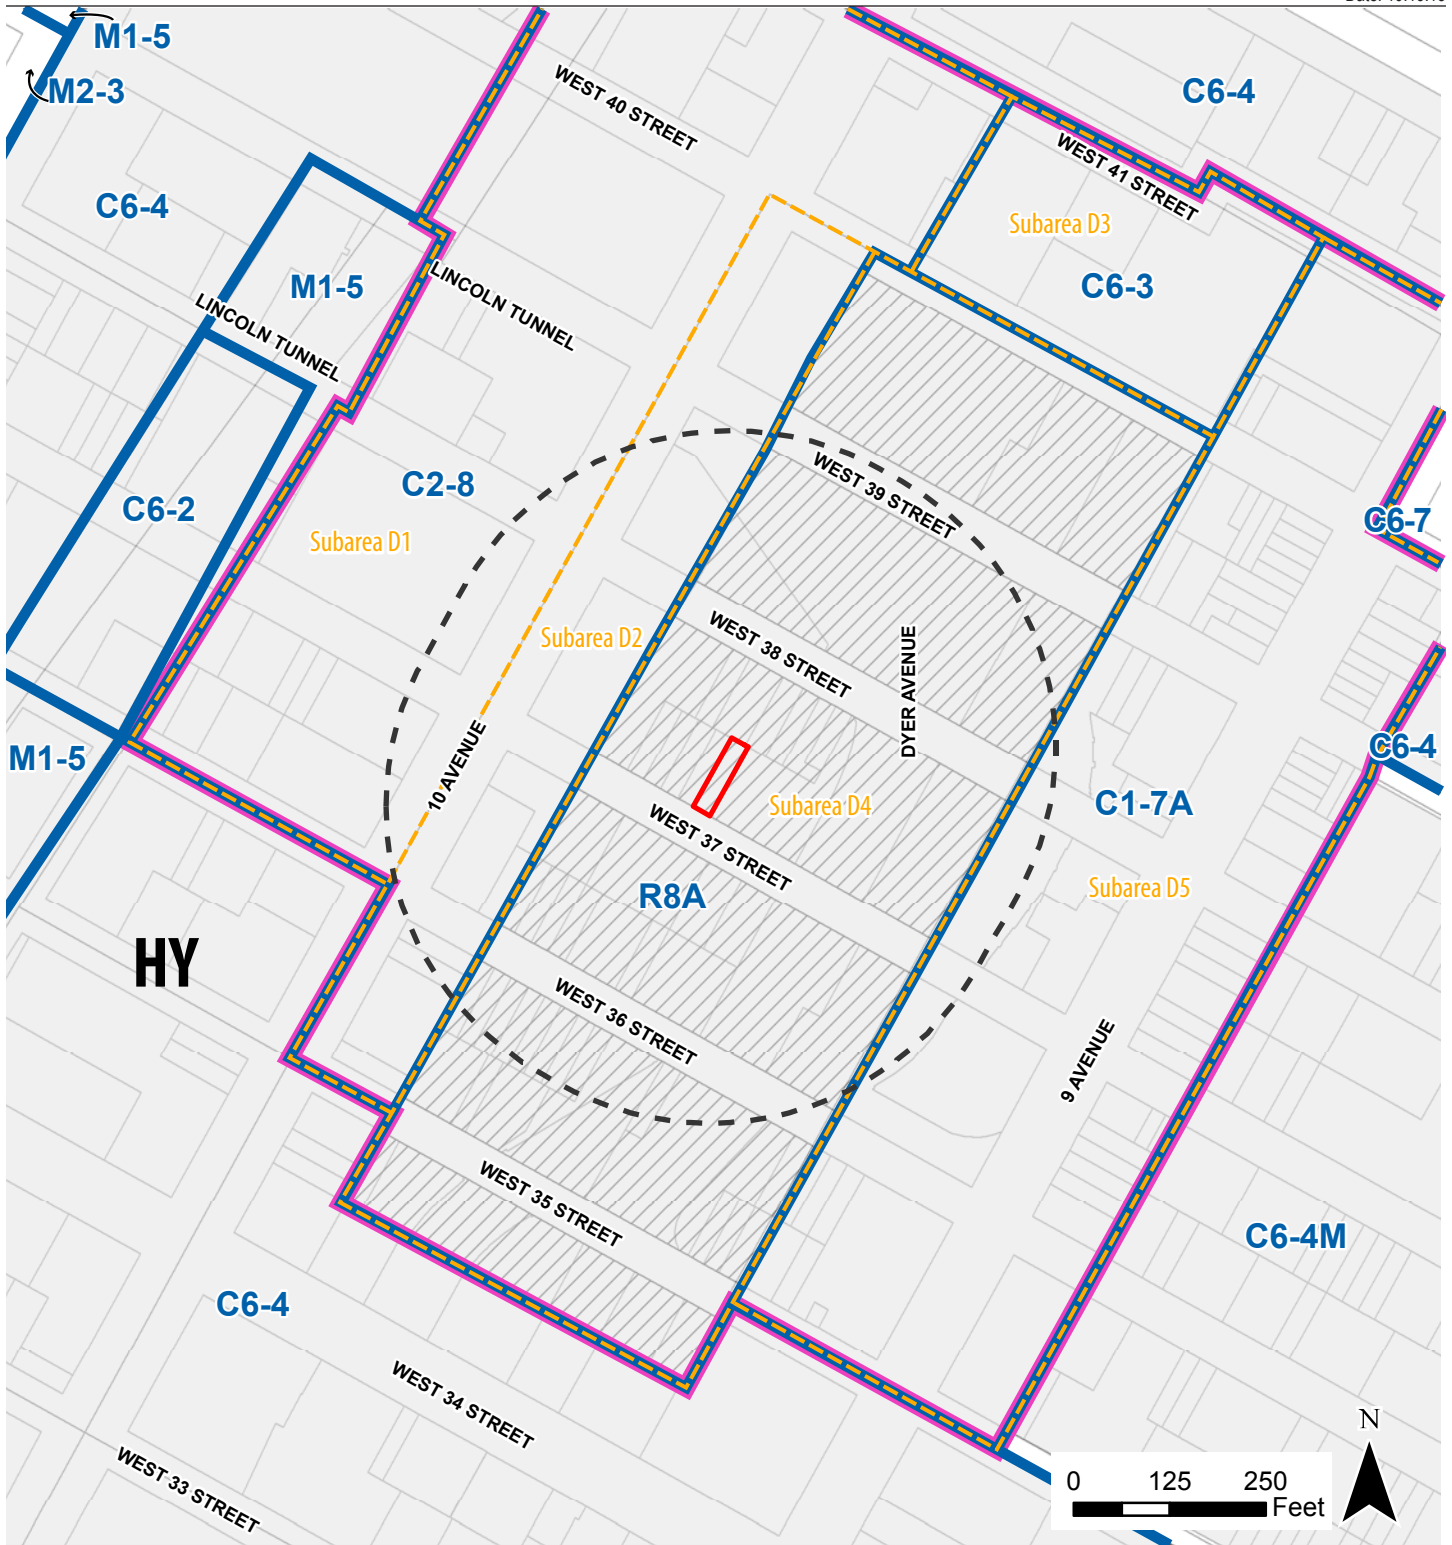 M1-5
M2-3
WEST 40 STREET
C6-4
WEST 41 STREET
C6-4
Subarea D3
M1-5
LINCOLN TUNNEL
C6-3
LINCOLN TUNNEL
C2-8
WEST 39 STREET
C6-2
C6-7
Subarea D1
Subarea D2
WEST 38 STREET
DYER AVENUE
M1-5
10 AVENUE
C6-4
Subarea D4
C1-7A
WEST 37 STREET
R8A
Subarea D5
HY
WEST 36 STREET
9 AVENUE
WEST 35 STREET
C6-4M
C6-4
WEST 34 STREET
N
WEST 33 STREET
0 125 250
Feet